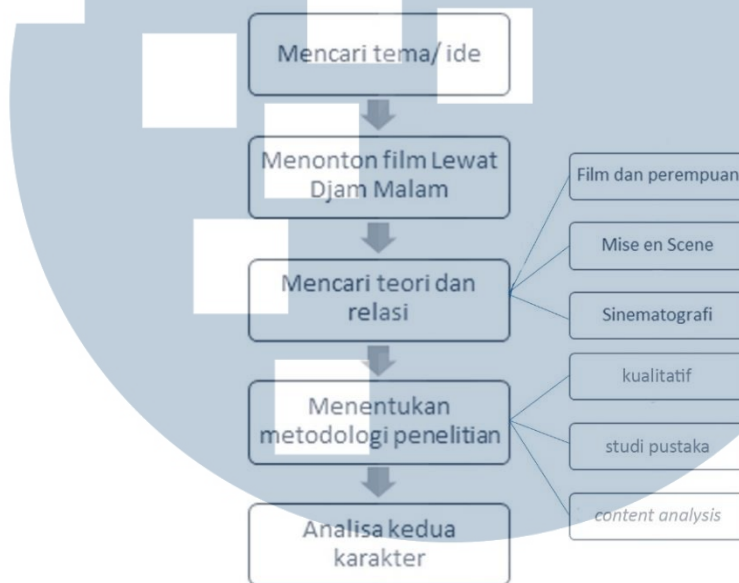 Mencari tema/ ide
Menonton film Lewat
Djam Malam
Mencari teori dan
relasi
Film dan perempuan
Mise en Scene
Sinematografi
Menentukan
metodologi penelitian
kualitatif
studi pustaka
content analysis
Analisa kedua
karakter